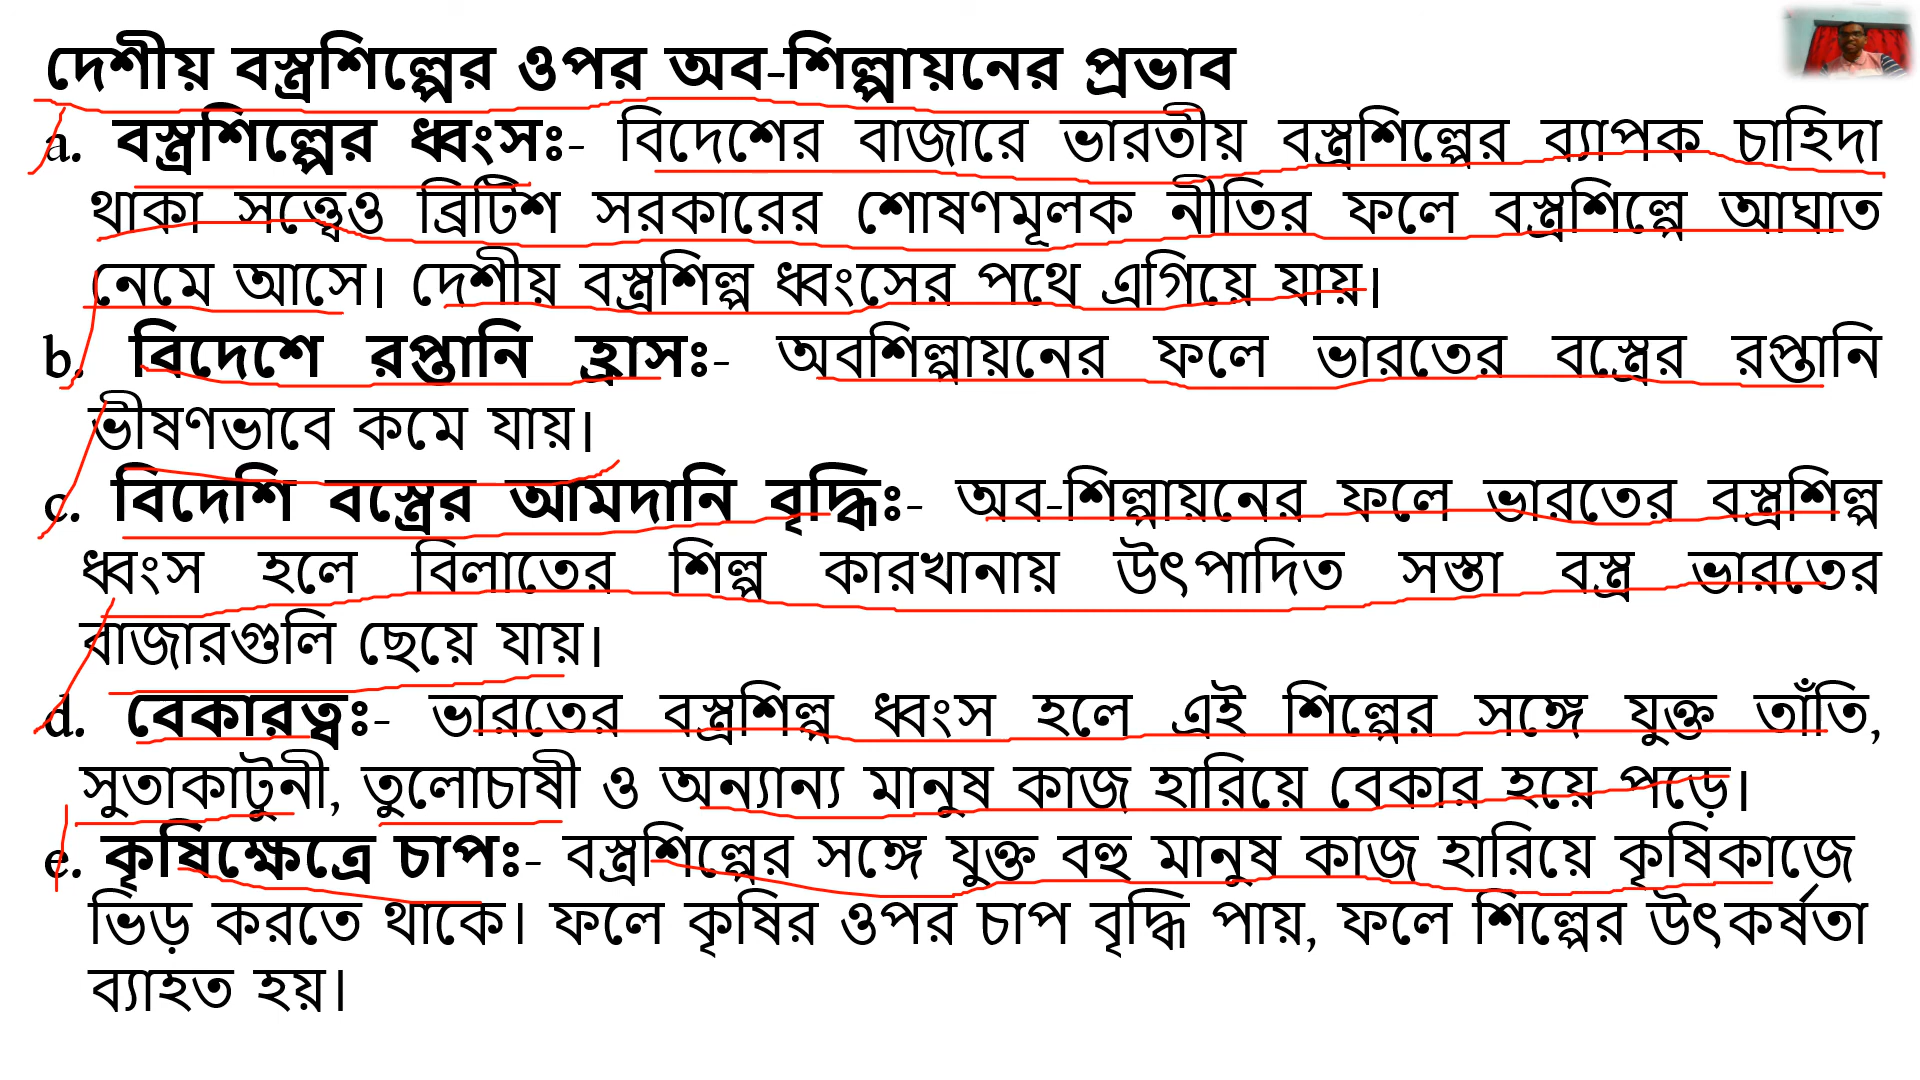 দেশীয় বস্ত্রশিল্পের ওপর অব-শিল্পায়নের প্রভাব
a. বস্ত্রশিল্পের ধ্বংসঃ- বিদেশের বাজারে ভারতীয় বস্ত্রশিল্পের ব্যাপক চাহিদা
থাকা সত্ত্বেও ব্রিটিশ সরকারের শোষণমূলক নীতির ফলে বস্ত্রশিল্পে আঘাত
নেমে আসে। দেশীয় বস্ত্রশিল্প ধ্বংসের পথে এগিয়ে যায়।
b. বিদেশে রপ্তানি হ্রাসঃ- অবশিল্পায়নের ফলে ভারতের বস্ত্রের রপ্তানি
ভীষণভাবে কমে যায়।
c. বিদেশি বস্ত্রের আমদানি বৃদ্ধিঃ- অব-শিল্পায়নের ফলে ভারতের বস্ত্রশিল্প
ধ্বংস হলে বিলাতের শিল্প কারখানায় উৎপাদিত সস্তা বস্ত্র ভারতের
বাজারগুলি ছেয়ে যায়।
d. বেকারত্বঃ- ভারতের বস্ত্রশিল্প ধ্বংস হলে এই শিল্পের সঙ্গে যুক্ত তাঁতি,
সুতাকাটুনী, তুলোচাষী ও অন্যান্য মানুষ কাজ হারিয়ে বেকার হয়ে পড়ে।
e. কৃষিক্ষেত্রে চাপঃ- বস্ত্রশিল্পের সঙ্গে যুক্ত বহু মানুষ কাজ হারিয়ে কৃষিকাজে
ভিড় করতে থাকে। ফলে কৃষির ওপর চাপ বৃদ্ধি পায়, ফলে শিল্পের উৎকর্ষতা
ব্যাহত হয়।